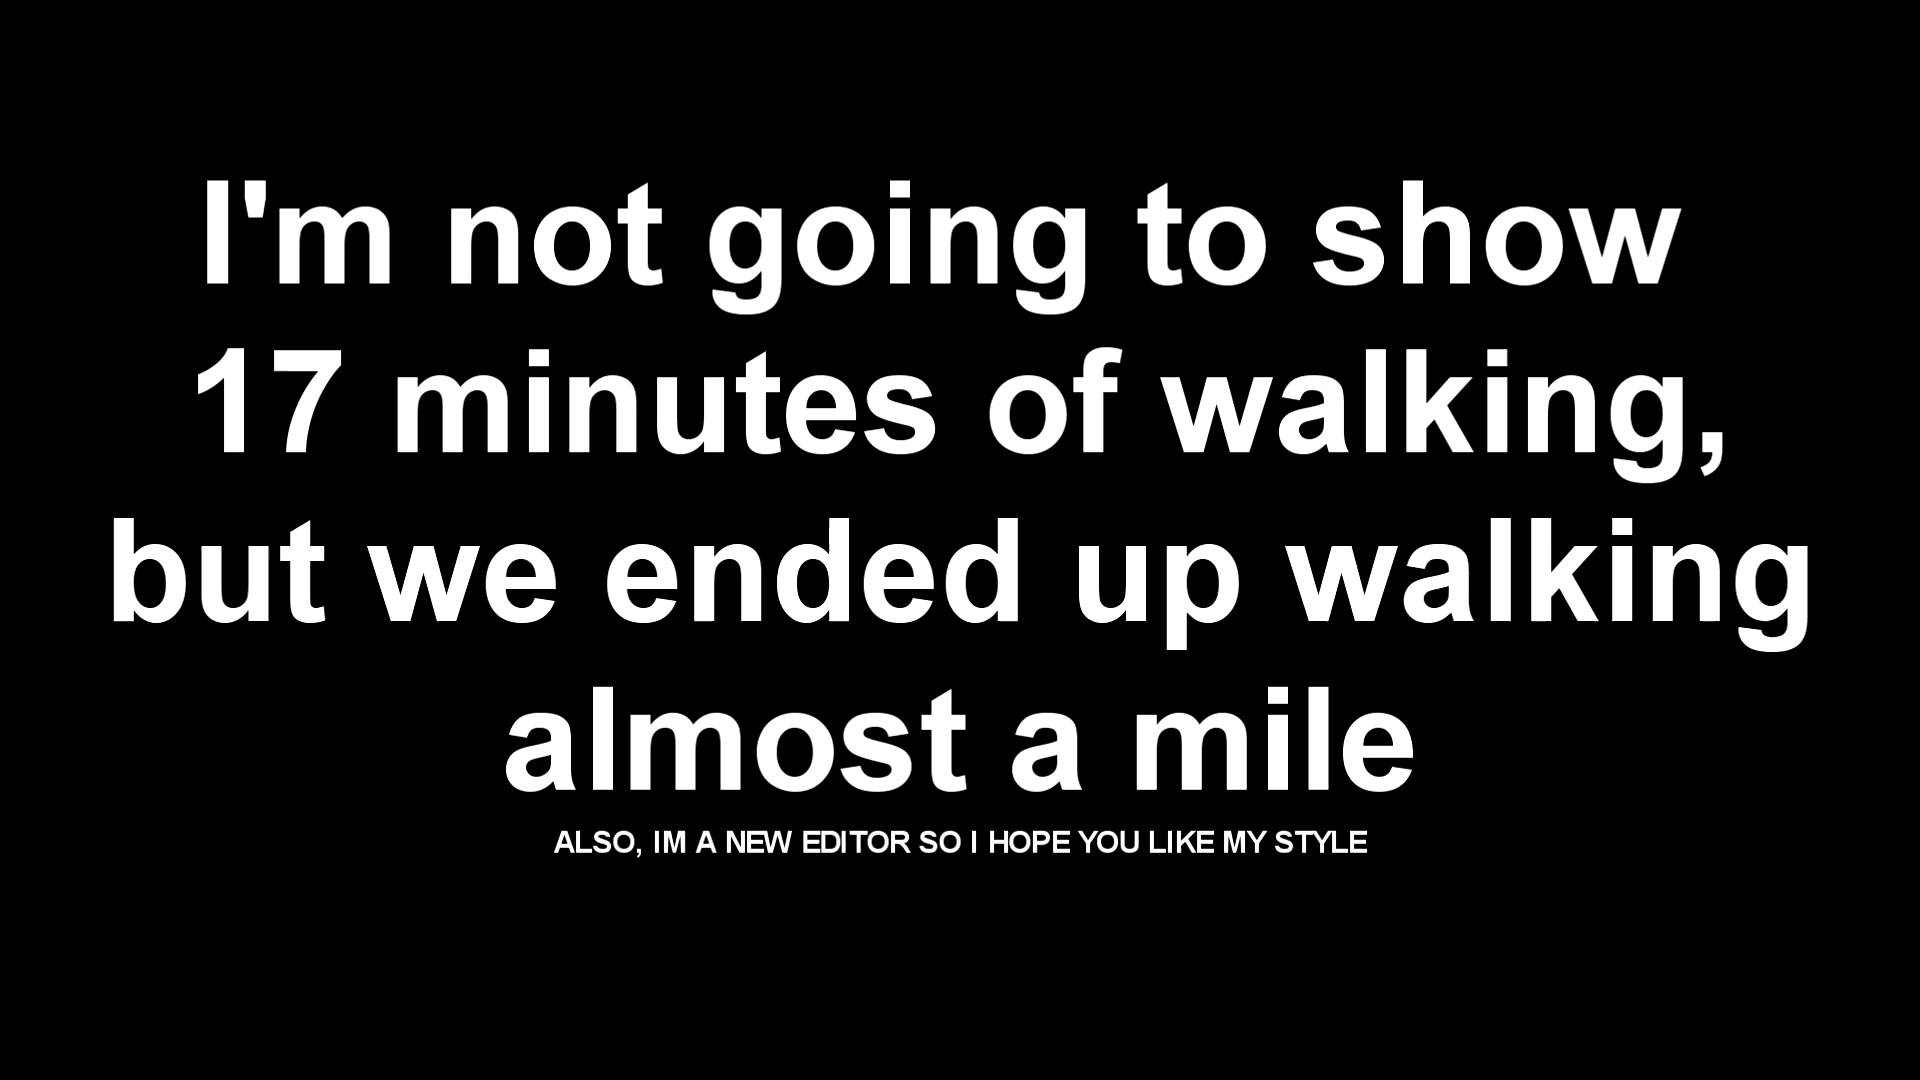 I'm not going to show
17 minutes of walking,
but we ended up walking
almost a mile
ALSO, IM A NEW EDITOR SO I HOPE YOU LIKE MY STYLE